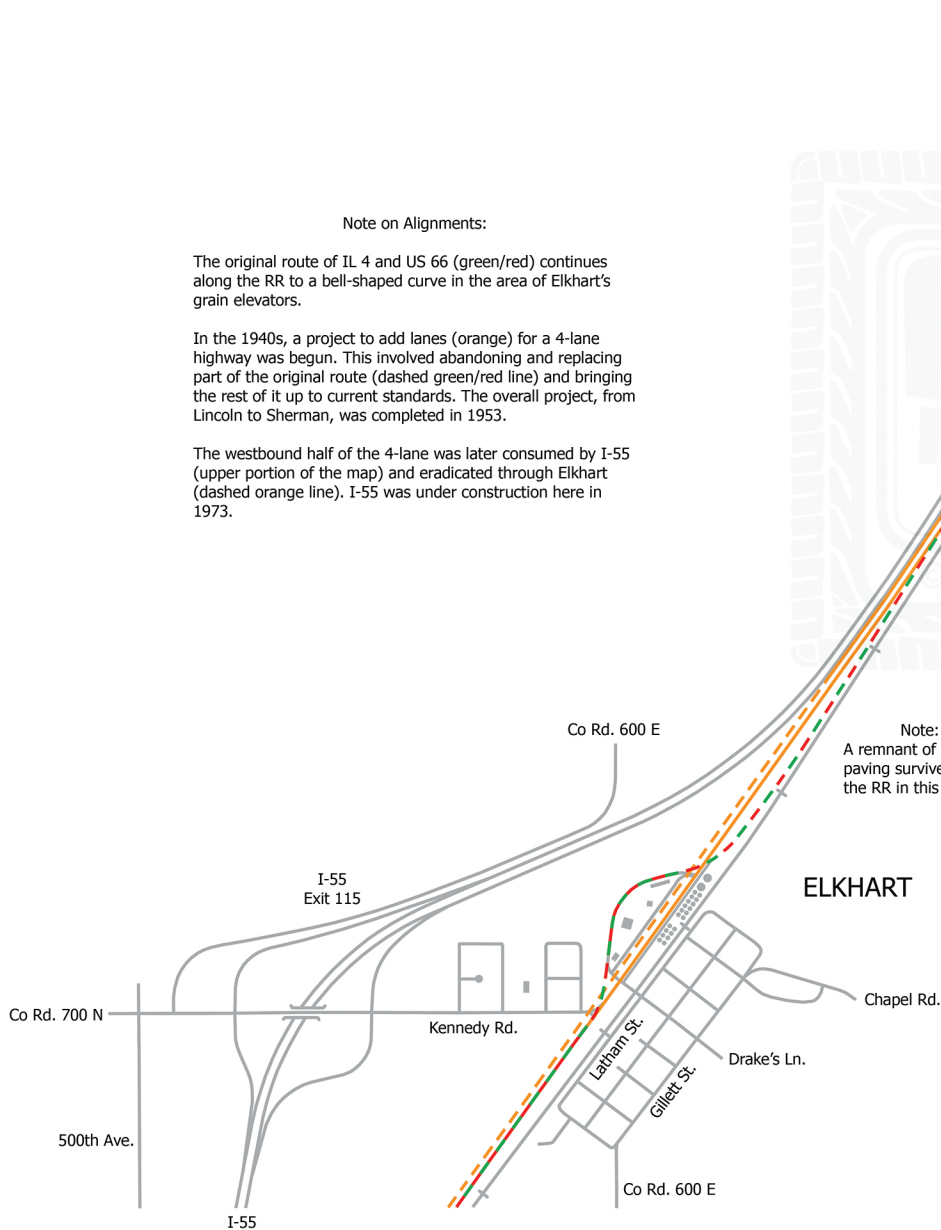 Note on Alignments:
The original route of IL 4 and US 66 (green/red) continues
along the RR to a bell-shaped curve in the area of Elkhart’s
grain elevators.
In the 1940s, a project to add lanes (orange) for a 4-lane
highway was begun. This involved abandoning and replacing
part of the original route (dashed green/red line) and bringing
the rest of it up to current standards. The overall project, from
Lincoln to Sherman, was completed in 1953.
The westbound half of the 4-lane was later consumed by I-55
(upper portion of the map) and eradicated through Elkhart
(dashed orange line). I-55 was under construction here in
1973.
Co Rd. 600 E
Note:
A remnant of
paving survive
the RR in this
I-55
Exit 115
ELKHART
Chapel Rd.
Co Rd. 700 N
Kennedy Rd.
Latham St.
Drake’s Ln.
Gillett St.
500th Ave.
Co Rd. 600 E
I-55